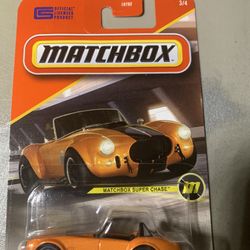 OFFICIAL
LICENSED
PRODUCT
3/4
MATCHBOX
MATCHBOX SUPER CHASE